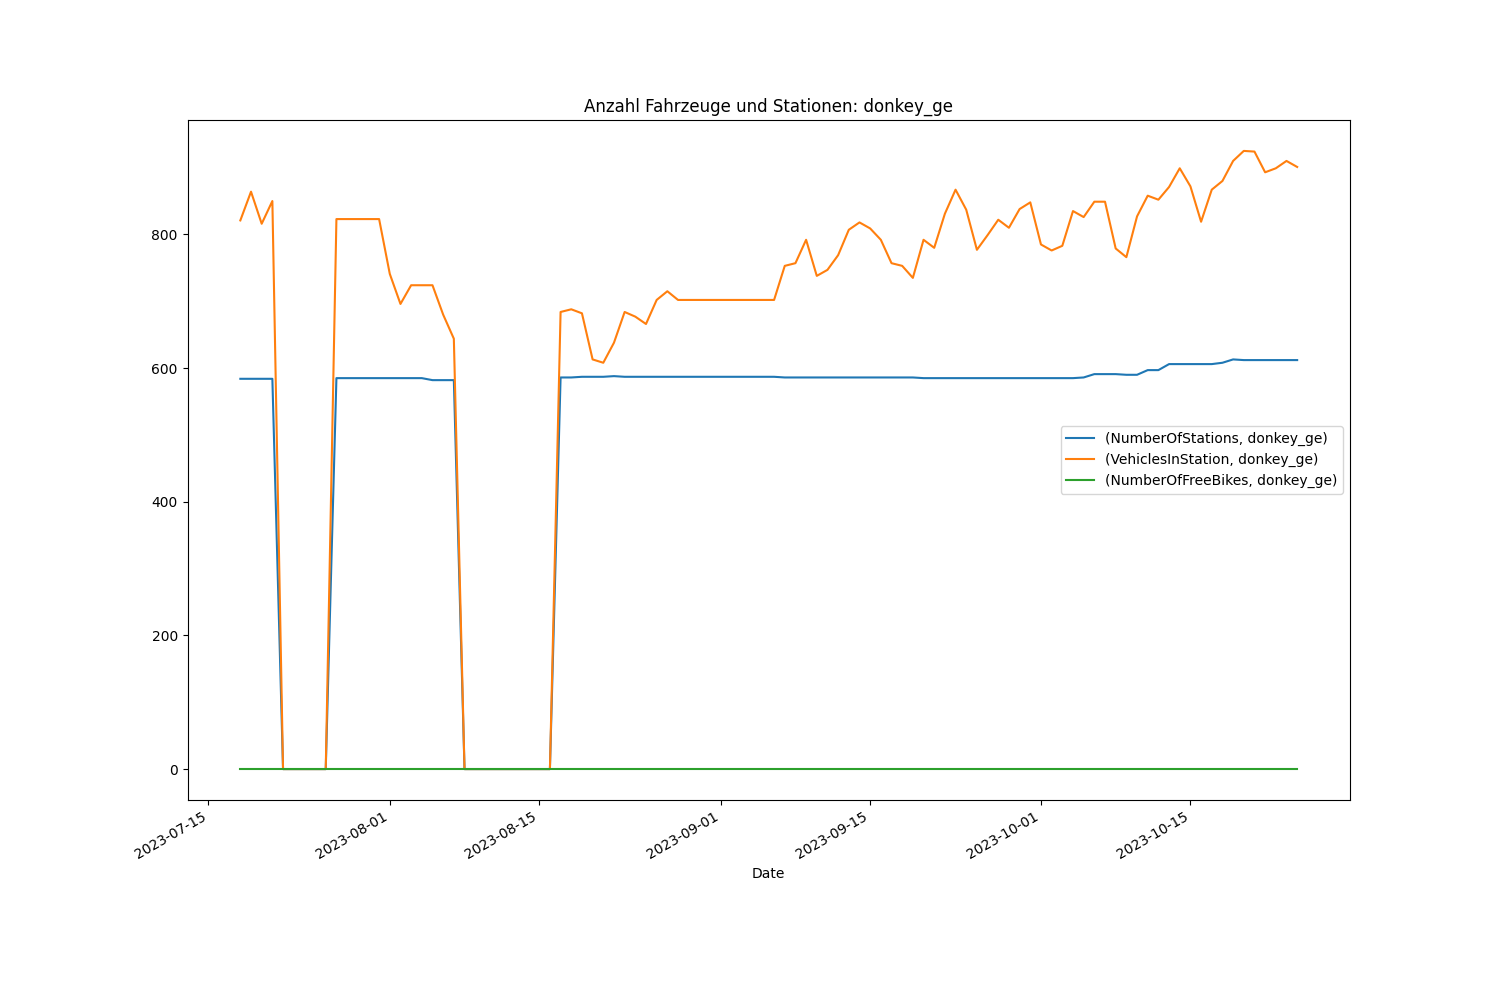 Anzahl Fahrzeuge und Stationen: donkey_ge
800
600
400
200
0
(NumberOfStations, donkey_ge)
(VehiclesInStation, donkey_ge)
(NumberOfFreeBikes, donkey_ge)
2023-07-15
2023-08-01
2023-08-15
2023-09-01
2023-09-15
2023-10-01
2023-10-15
Date